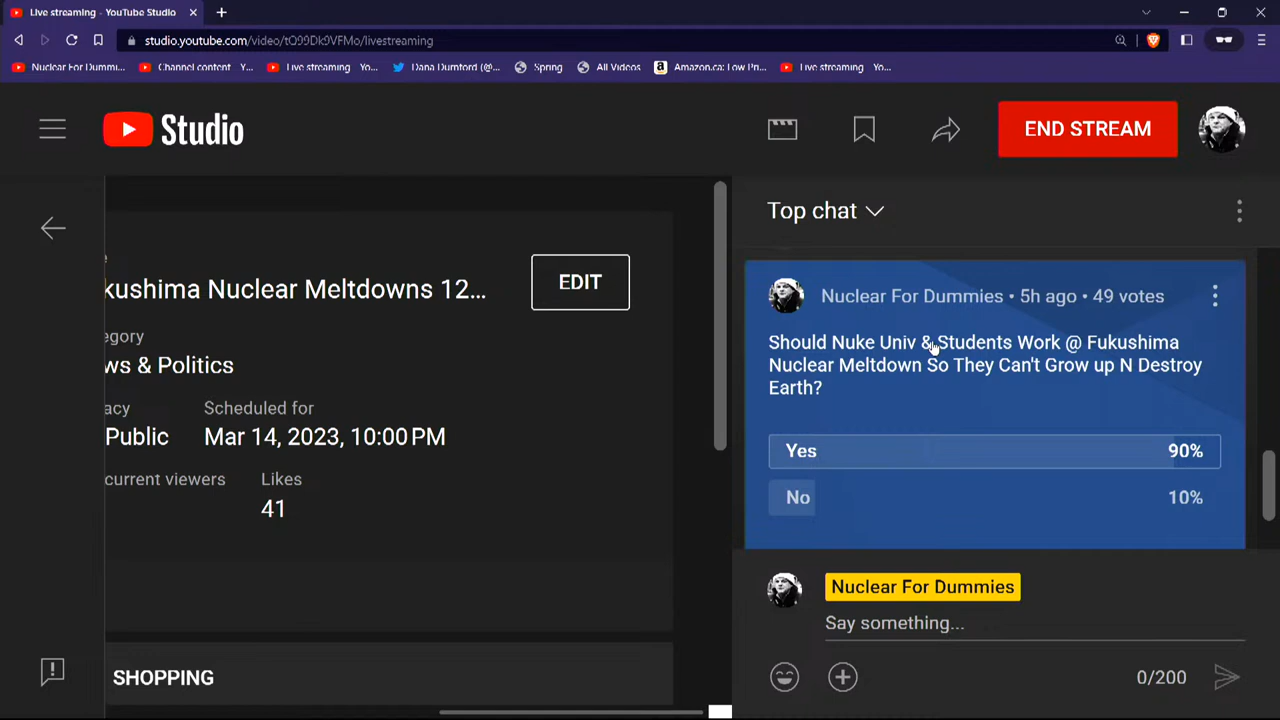 Live streaming - YouTube Studio
studio.youtube.com/video/tQ99Dk9VFMo/livestreaming
Nuclear For Dummi... Channel content - Y... Live streaming - Yo... Dana Durnford (@... Spring All Videos Amazon.ca: Low Pri... Live streaming - Yo...
Studio
END STREAM
Top chat
kushima Nuclear Meltdowns 12...
EDIT
egory
ws & Politics
acy
Scheduled for
Public
Mar 14, 2023, 10:00 PM
current viewers
Likes
41
SHOPPING
Nuclear For Dummies • 5h ago • 49 votes
Should Nuke Univ & Students Work @ Fukushima
Nuclear Meltdown So They Can't Grow up N Destroy
Earth?
Yes 90%
No 10%
Nuclear For Dummies
Say something...
0/200